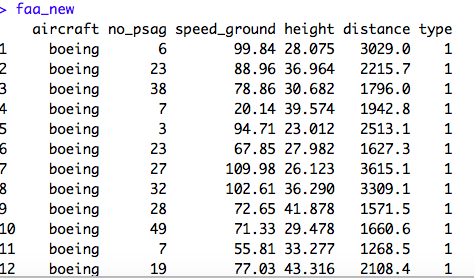 > faa_new
aircraft no_psag speed_ground height distance type
1 boeing 6 99.84 28.075 3029.0 1
2 boeing 23 88.96 36.964 2215.7 1
3 boeing 38 78.86 30.682 1796.0 1
4 boeing 7 20.14 39.574 1942.8 1
5 boeing 3 94.71 23.012 2513.1 1
6 boeing 23 67.85 27.982 1627.3 1
7 boeing 27 109.98 26.123 3615.1 1
8 boeing 32 102.61 36.290 3309.1 1
9 boeing 28 72.65 41.878 1571.5 1
10 boeing 49 71.33 29.478 1660.6 1
11 boeing 7 55.81 33.277 1268.5 1
12 boeing 19 77.03 43.316 2108.4 1